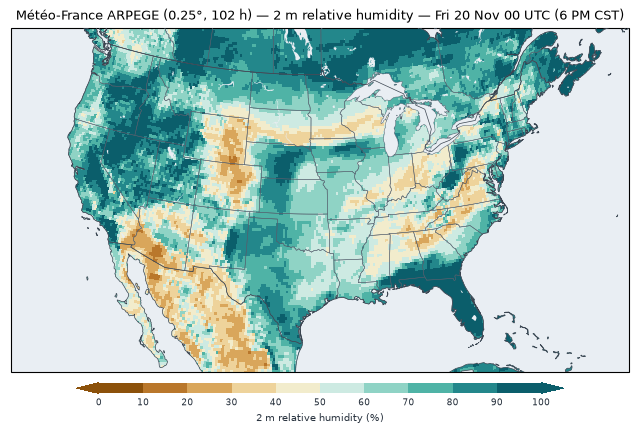 Météo-France ARPEGE (0.25°, 102 h) — 2 m relative humidity — Fri 20 Nov 00 UTC (6 PM CST)
0 10 20 30 40 50 60 70 80 90 100
2 m relative humidity (%)